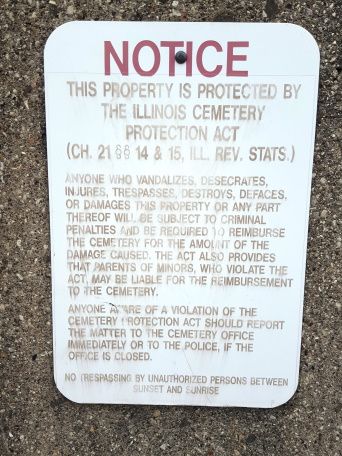 NOTICE
THIS PROPERTY IS PROTECTED BY
THE ILLINOIS CEMETERY
PROTECTION ACT
(CH. 21 §§ 14 & 15, ILL. REV. STATS.)
ANYONE WHO VANDALIZES, DESECRATES,
INJURES, TRESPASSES, DESTROYS, DEFACES,
OR DAMAGES THIS PROPERTY OR ANY PART
THEREOF WILL BE SUBJECT TO CRIMINAL
PENALTIES AND BE REQUIRED TO REIMBURSE
THE CEMETERY FOR THE AMOUNT OF THE
DAMAGE CAUSED. THE ACT ALSO PROVIDES
THAT PARENTS OF MINORS, WHO VIOLATE THE
ACT, MAY BE LIABLE FOR THE REIMBURSEMENT
TO THE CEMETERY.
ANYONE AWARE OF A VIOLATION OF THE
CEMETERY PROTECTION ACT SHOULD REPORT
THE MATTER TO THE CEMETERY OFFICE
IMMEDIATELY OR TO THE POLICE, IF THE
OFFICE IS CLOSED.
NO TRESPASSING BY UNAUTHORIZED PERSONS BETWEEN
SUNSET AND SUNRISE